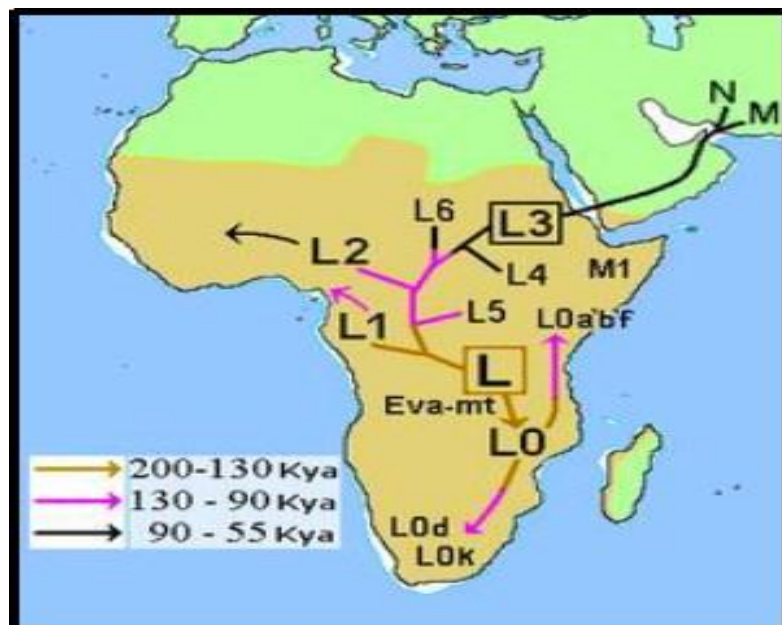 N
M
L6
L3
L2
L4
M1
L5
L0a'b'f
L1
L
Eva-mt
L0
200-130 Kya
130 - 90 Kya
90 - 55 Kya
L0d
L0K